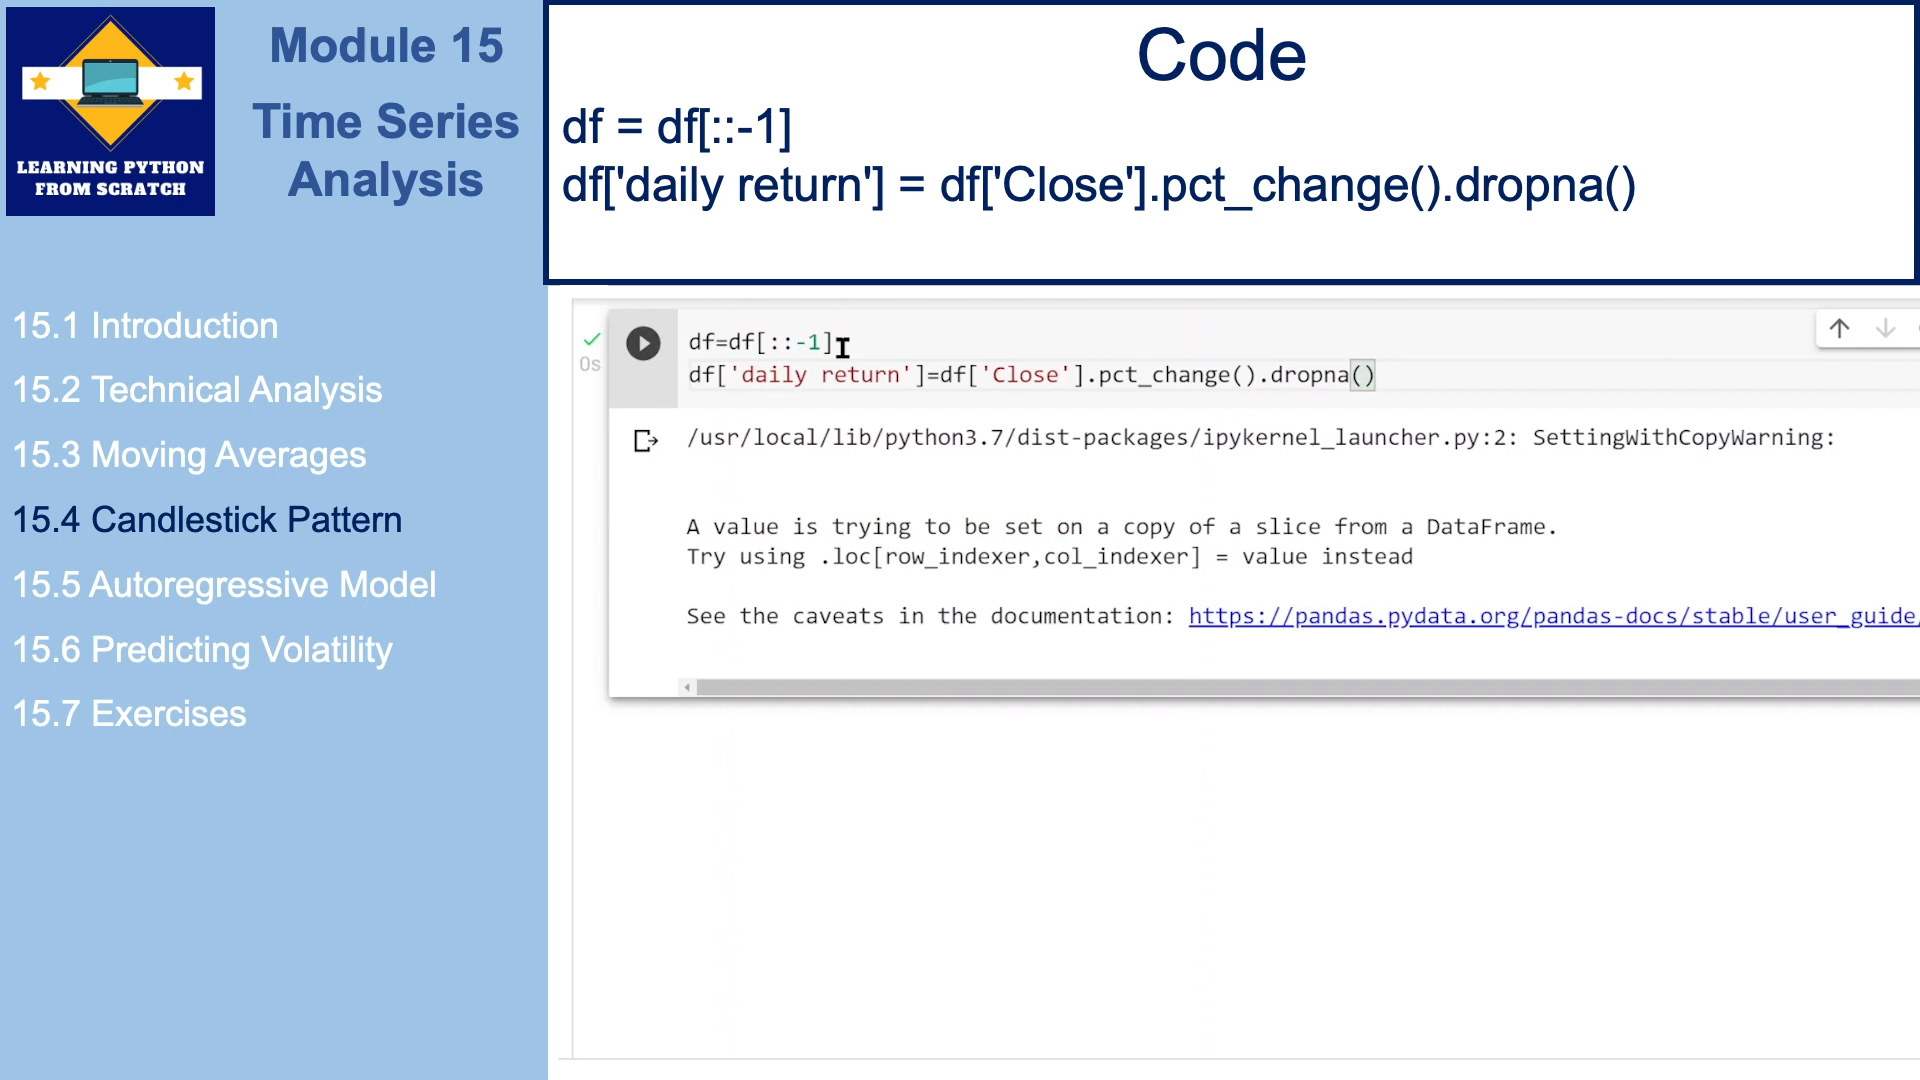 LEARNING PYTHON
FROM SCRATCH
Module 15
Time Series
Analysis
15.1 Introduction
15.2 Technical Analysis
15.3 Moving Averages
15.4 Candlestick Pattern
15.5 Autoregressive Model
15.6 Predicting Volatility
15.7 Exercises
Code
df = df[::-1]
df['daily return'] = df['Close'].pct_change().dropna()
0s
df=df[::-1]
df['daily return']=df['Close'].pct_change().dropna()
/usr/local/lib/python3.7/dist-packages/ipykernel_launcher.py:2: SettingWithCopyWarning:
A value is trying to be set on a copy of a slice from a DataFrame.
Try using .loc[row_indexer,col_indexer] = value instead
See the caveats in the documentation: https://pandas.pydata.org/pandas-docs/stable/user_guide/